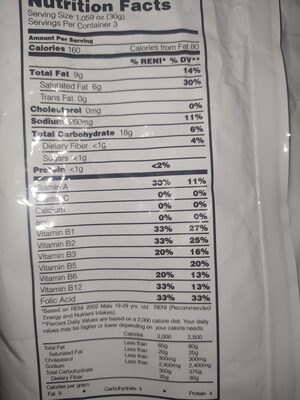 Nutrition Facts
Serving Size 1,059 oz (30g)
Servings Per Container 3
Amount Per Serving
Calories 160 Calories from Fat 80
% RENI* % DV**
Total Fat 9g 14%
Saturated Fat 6g 30%
Trans Fat 0g
Cholesterol 0mg 0%
Sodium 260mg 11%
Total Carbohydrate 18g 6%
Dietary Fiber <1g 4%
Sugars <1g
Protein <1g <2%
Vitamin A 33% 11%
Vitamin C 0% 0%
Calcium 0% 0%
Iron 0% 0%
Vitamin B1 33% 27%
Vitamin B2 33% 25%
Vitamin B3 20% 16%
Vitamin B5 20%
Vitamin B6 20% 13%
Vitamin B12 33% 13%
Folic Acid 33% 33%
*Based on RENI 2002 Male 19-29 yrs. old. RENI (Recommended
Energy and Nutrient Intakes)
**Percent Daily Values are based on a 2,000 calorie diet. Your daily
values may be higher or lower depending on your calorie needs:
Calories 2,000 2,500
Total Fat Less than 65g 80g
Saturated Fat Less than 20g 25g
Cholesterol Less than 300mg 300mg
Sodium Less than 2,400mg 2,400mg
Total Carbohydrate 300g 375g
Dietary Fiber 25g 30g
Calories per gram:
Fat 9 • Carbohydrate 4 • Protein 4